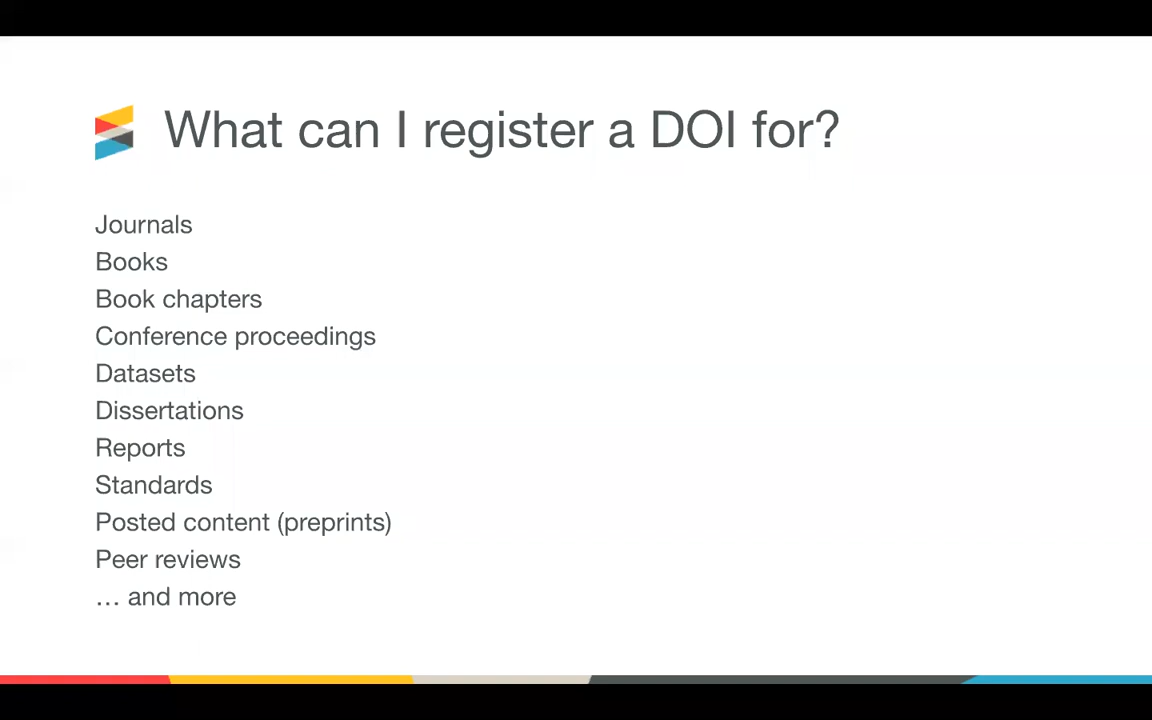 What can I register a DOI for?
Journals
Books
Book chapters
Conference proceedings
Datasets
Dissertations
Reports
Standards
Posted content (preprints)
Peer reviews
… and more